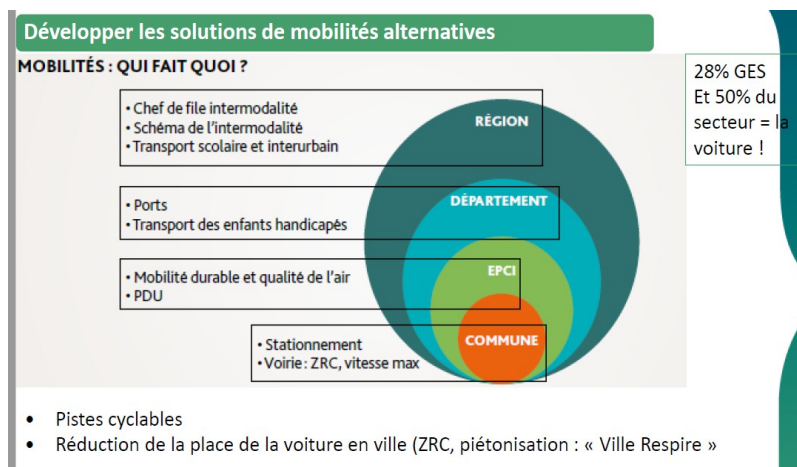 Développer les solutions de mobilités alternatives
MOBILITÉS : QUI FAIT QUOI ?
28% GES
Et 50% du
secteur = la
voiture !
• Chef de file intermodalité
• Schéma de l'intermodalité
• Transport scolaire et interurbain
RÉGION
• Ports
• Transport des enfants handicapés
DÉPARTEMENT
• Mobilité durable et qualité de l'air
• PDU
EPCI
• Stationnement
• Voirie : ZRC, vitesse max
COMMUNE
• Pistes cyclables
• Réduction de la place de la voiture en ville (ZRC, piétonisation : « Ville Respire »